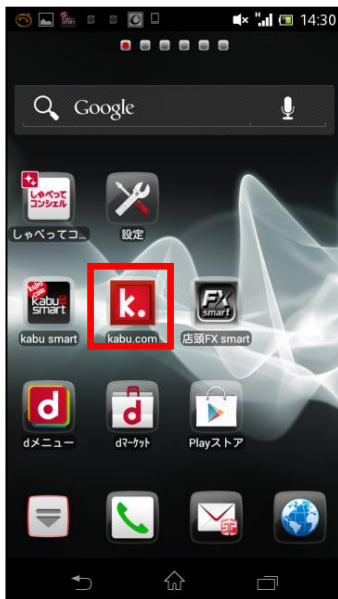 14:30
Google
しゃべって
コンシェル
しゃべってコ…
設定
kabu.com
kabu
smart
k.
FX
smart
kabu smart
kabu.com
店頭FX smart
d
d
dメニュー
dマーケット
Playストア